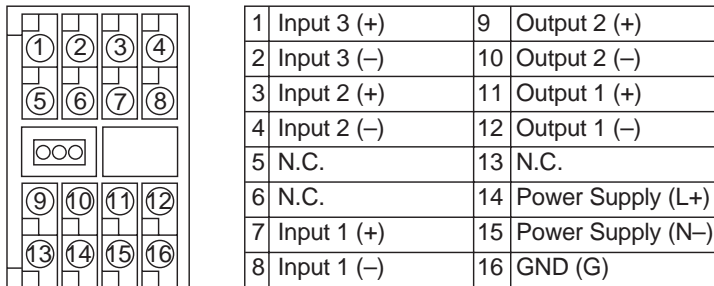 1 2 3 4
5 6 7 8
9 10 11 12
13 14 15 16
1 Input 3 (+) 9 Output 2 (+)
2 Input 3 (–) 10 Output 2 (–)
3 Input 2 (+) 11 Output 1 (+)
4 Input 2 (–) 12 Output 1 (–)
5 N.C. 13 N.C.
6 N.C. 14 Power Supply (L+)
7 Input 1 (+) 15 Power Supply (N–)
8 Input 1 (–) 16 GND (G)